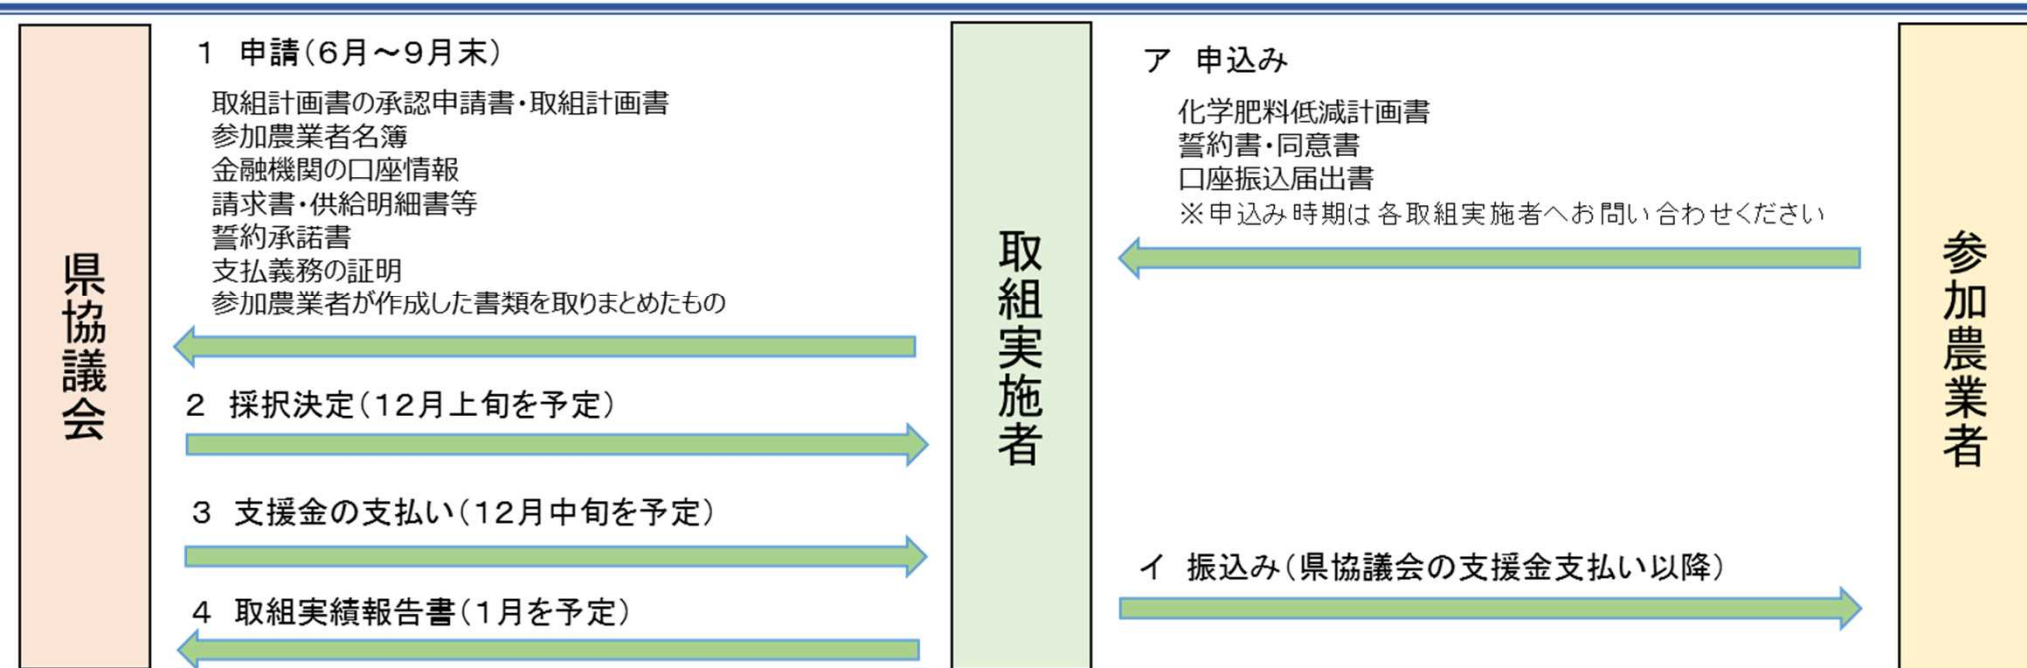 県協議会
1 申請(6月～9月末)
取組計画書の承認申請書・取組計画書
参加農業者名簿
金融機関の口座情報
請求書・供給明細書等
誓約承諾書
支払義務の証明
参加農業者が作成した書類を取りまとめたもの
2 採択決定(12月上旬を予定)
3 支援金の支払い(12月中旬を予定)
4 取組実績報告書(1月を予定)
取組実施者
ア 申込み
化学肥料低減計画書
誓約書・同意書
口座振込届出書
※申込み時期は各取組実施者へお問い合わせください
イ 振込み(県協議会の支援金支払い以降)
参加農業者